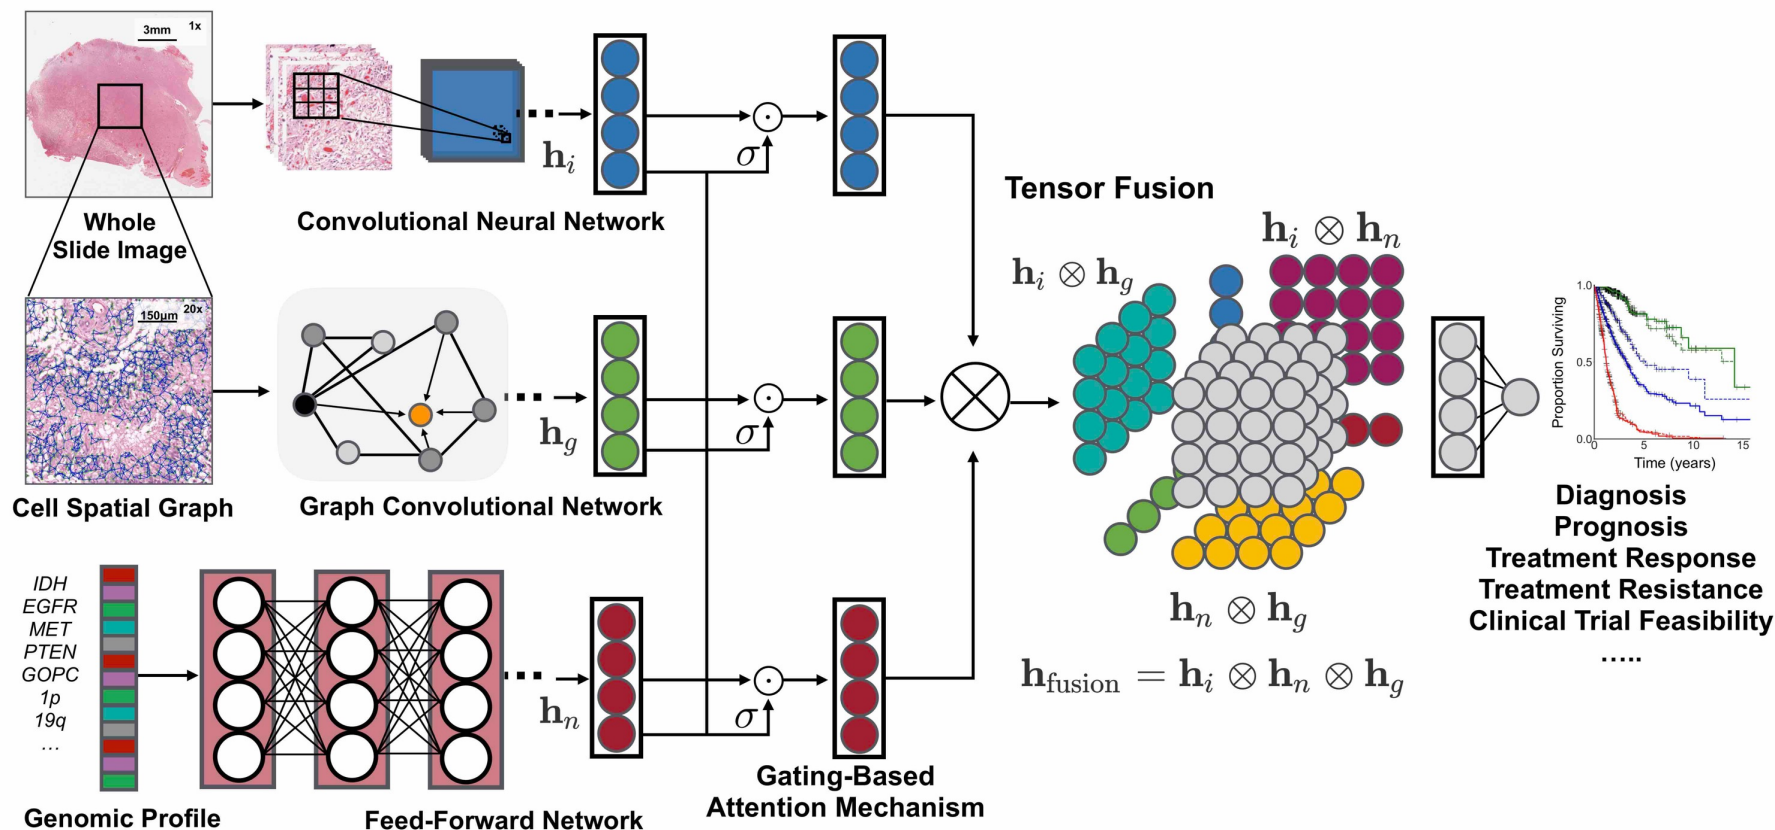 3mm 1x
Whole
Slide Image
Convolutional Neural Network
h_i
σ
150µm 20x
Cell Spatial Graph
Graph Convolutional Network
h_g
σ
IDH
EGFR
MET
PTEN
GOPC
1p
19q
...
Genomic Profile
Feed-Forward Network
h_n
σ
Gating-Based
Attention Mechanism
Tensor Fusion
h_i ⊗ h_g
h_i ⊗ h_n
h_n ⊗ h_g
h_fusion = h_i ⊗ h_n ⊗ h_g
Proportion Surviving
1.0
0.5
0.0
0 5 10 15
Time (years)
Diagnosis
Prognosis
Treatment Response
Treatment Resistance
Clinical Trial Feasibility
.....